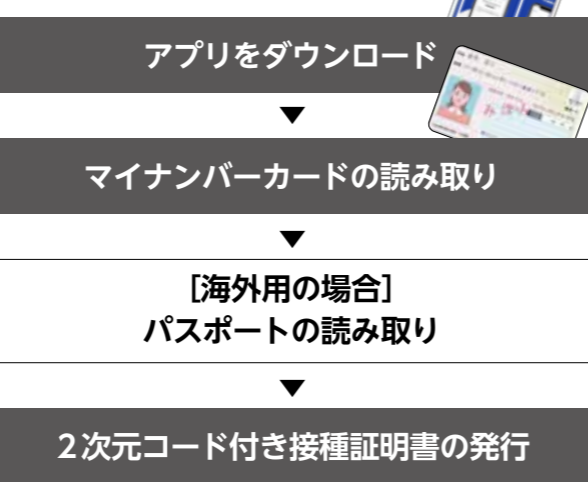 アプリをダウンロード
▼
マイナンバーカードの読み取り
▼
［海外用の場合］
パスポートの読み取り
▼
２次元コード付き接種証明書の発行